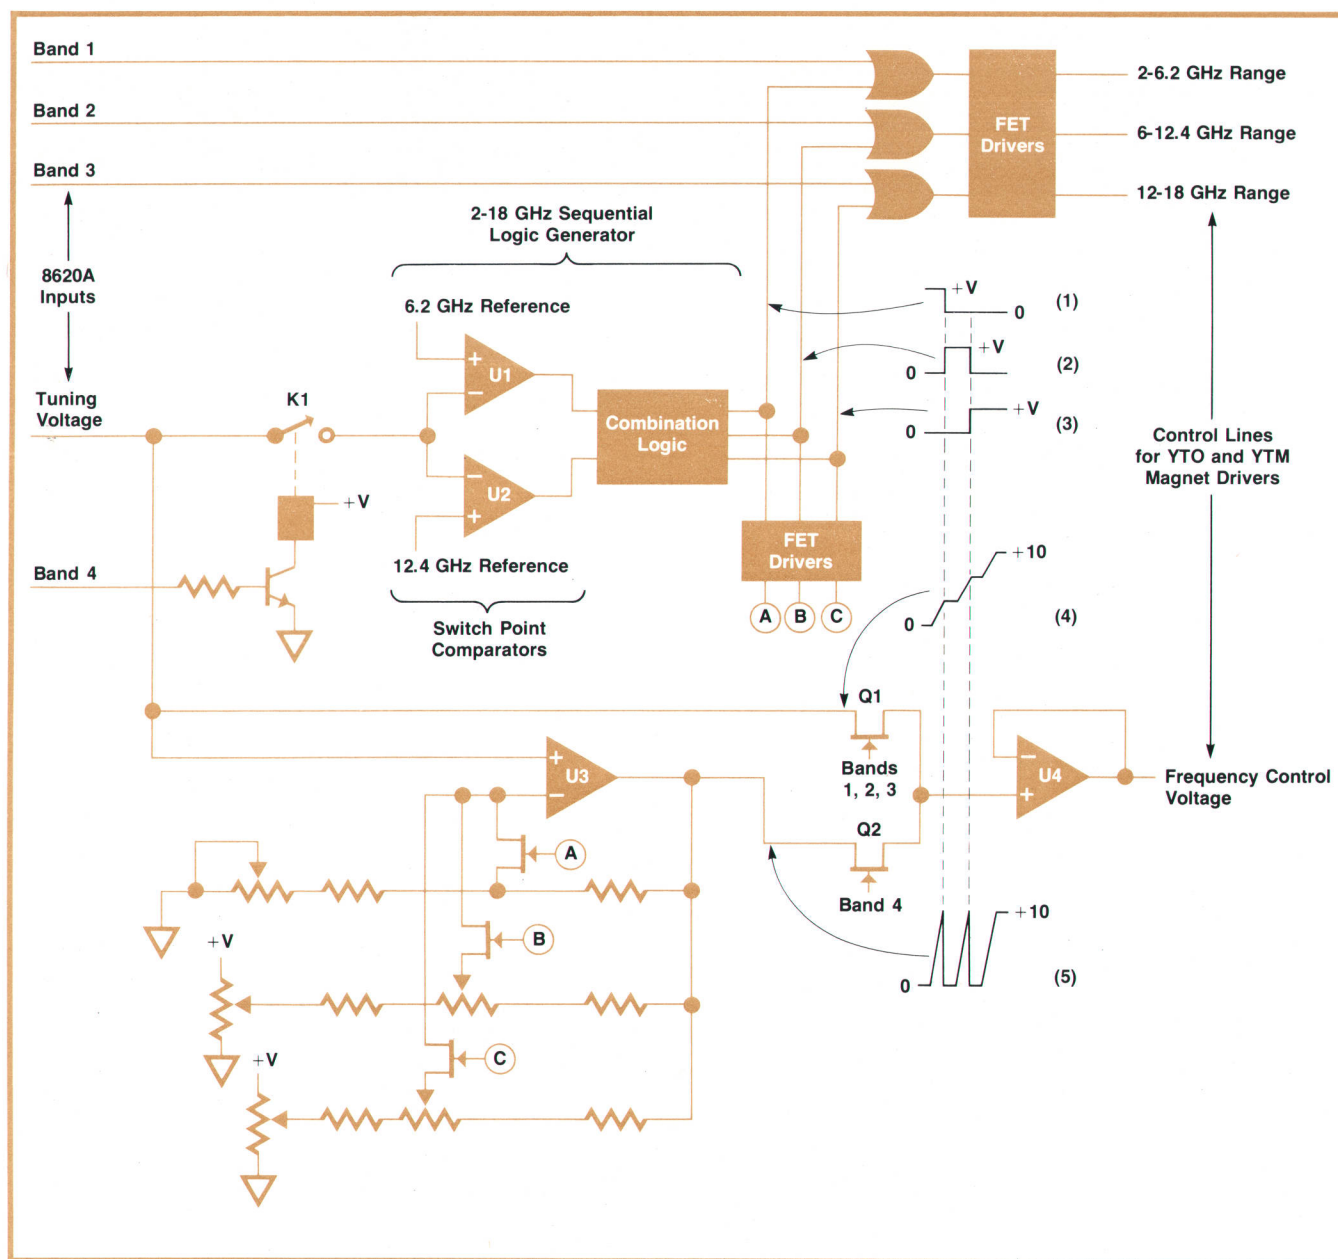 Band 1
Band 2
Band 3
8620A
Inputs
Tuning
Voltage
Band 4
2-18 GHz Sequential
Logic Generator
6.2 GHz Reference
+
U1
−
K1
+V
−
U2
+
12.4 GHz Reference
Switch Point
Comparators
Combination
Logic
FET
Drivers
A
B
C
FET
Drivers
2-6.2 GHz Range
6-12.4 GHz Range
12-18 GHz Range
+V
0
(1)
+V
0
(2)
+V
0
(3)
Control Lines
for YTO and YTM
Magnet Drivers
+10
0
(4)
Q1
Bands
1, 2, 3
Q2
Band 4
+
U3
−
−
U4
+
Frequency Control
Voltage
A
B
C
+V
+V
+10
0
(5)